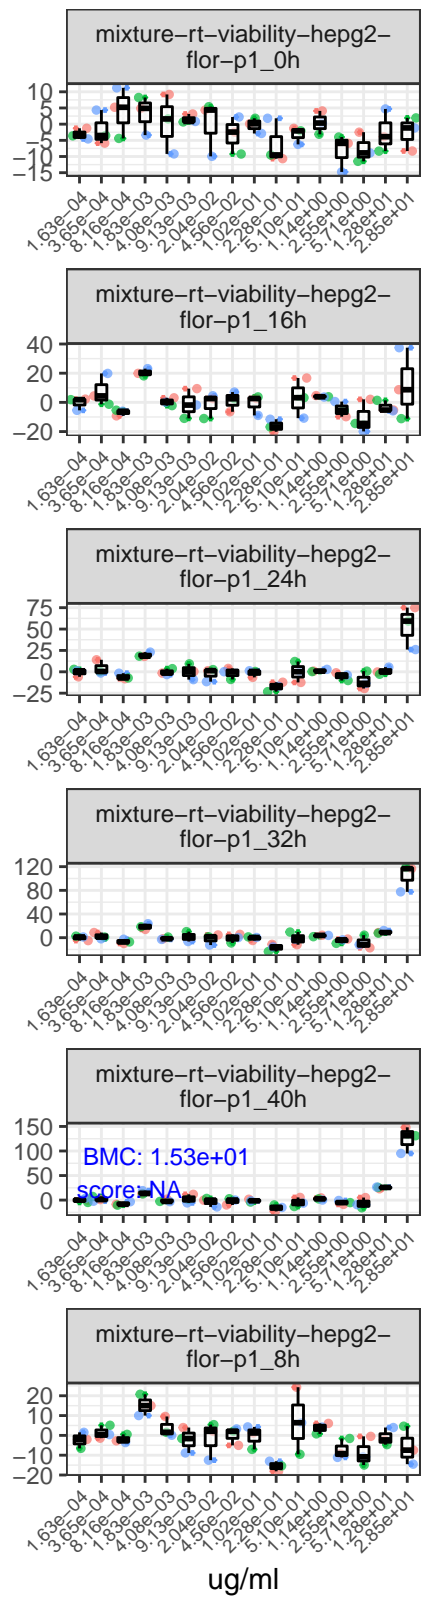 mixture−rt−viability−hepg2−
flor−p1_0h
10
5
0
−5
−10
−15
1.63e−04
3.65e−04
8.16e−04
1.83e−03
4.08e−03
9.13e−03
2.04e−02
4.56e−02
1.02e−01
2.28e−01
5.10e−01
1.14e+00
2.55e+00
5.71e+00
1.28e+01
2.85e+01
mixture−rt−viability−hepg2−
flor−p1_16h
40
20
0
−20
1.63e−04
3.65e−04
8.16e−04
1.83e−03
4.08e−03
9.13e−03
2.04e−02
4.56e−02
1.02e−01
2.28e−01
5.10e−01
1.14e+00
2.55e+00
5.71e+00
1.28e+01
2.85e+01
mixture−rt−viability−hepg2−
flor−p1_24h
75
50
25
0
−25
1.63e−04
3.65e−04
8.16e−04
1.83e−03
4.08e−03
9.13e−03
2.04e−02
4.56e−02
1.02e−01
2.28e−01
5.10e−01
1.14e+00
2.55e+00
5.71e+00
1.28e+01
2.85e+01
mixture−rt−viability−hepg2−
flor−p1_32h
120
80
40
0
1.63e−04
3.65e−04
8.16e−04
1.83e−03
4.08e−03
9.13e−03
2.04e−02
4.56e−02
1.02e−01
2.28e−01
5.10e−01
1.14e+00
2.55e+00
5.71e+00
1.28e+01
2.85e+01
mixture−rt−viability−hepg2−
flor−p1_40h
150
100
50
0
BMC: 1.53e+01
score: NA
1.63e−04
3.65e−04
8.16e−04
1.83e−03
4.08e−03
9.13e−03
2.04e−02
4.56e−02
1.02e−01
2.28e−01
5.10e−01
1.14e+00
2.55e+00
5.71e+00
1.28e+01
2.85e+01
mixture−rt−viability−hepg2−
flor−p1_8h
20
10
0
−10
−20
1.63e−04
3.65e−04
8.16e−04
1.83e−03
4.08e−03
9.13e−03
2.04e−02
4.56e−02
1.02e−01
2.28e−01
5.10e−01
1.14e+00
2.55e+00
5.71e+00
1.28e+01
2.85e+01
ug/ml